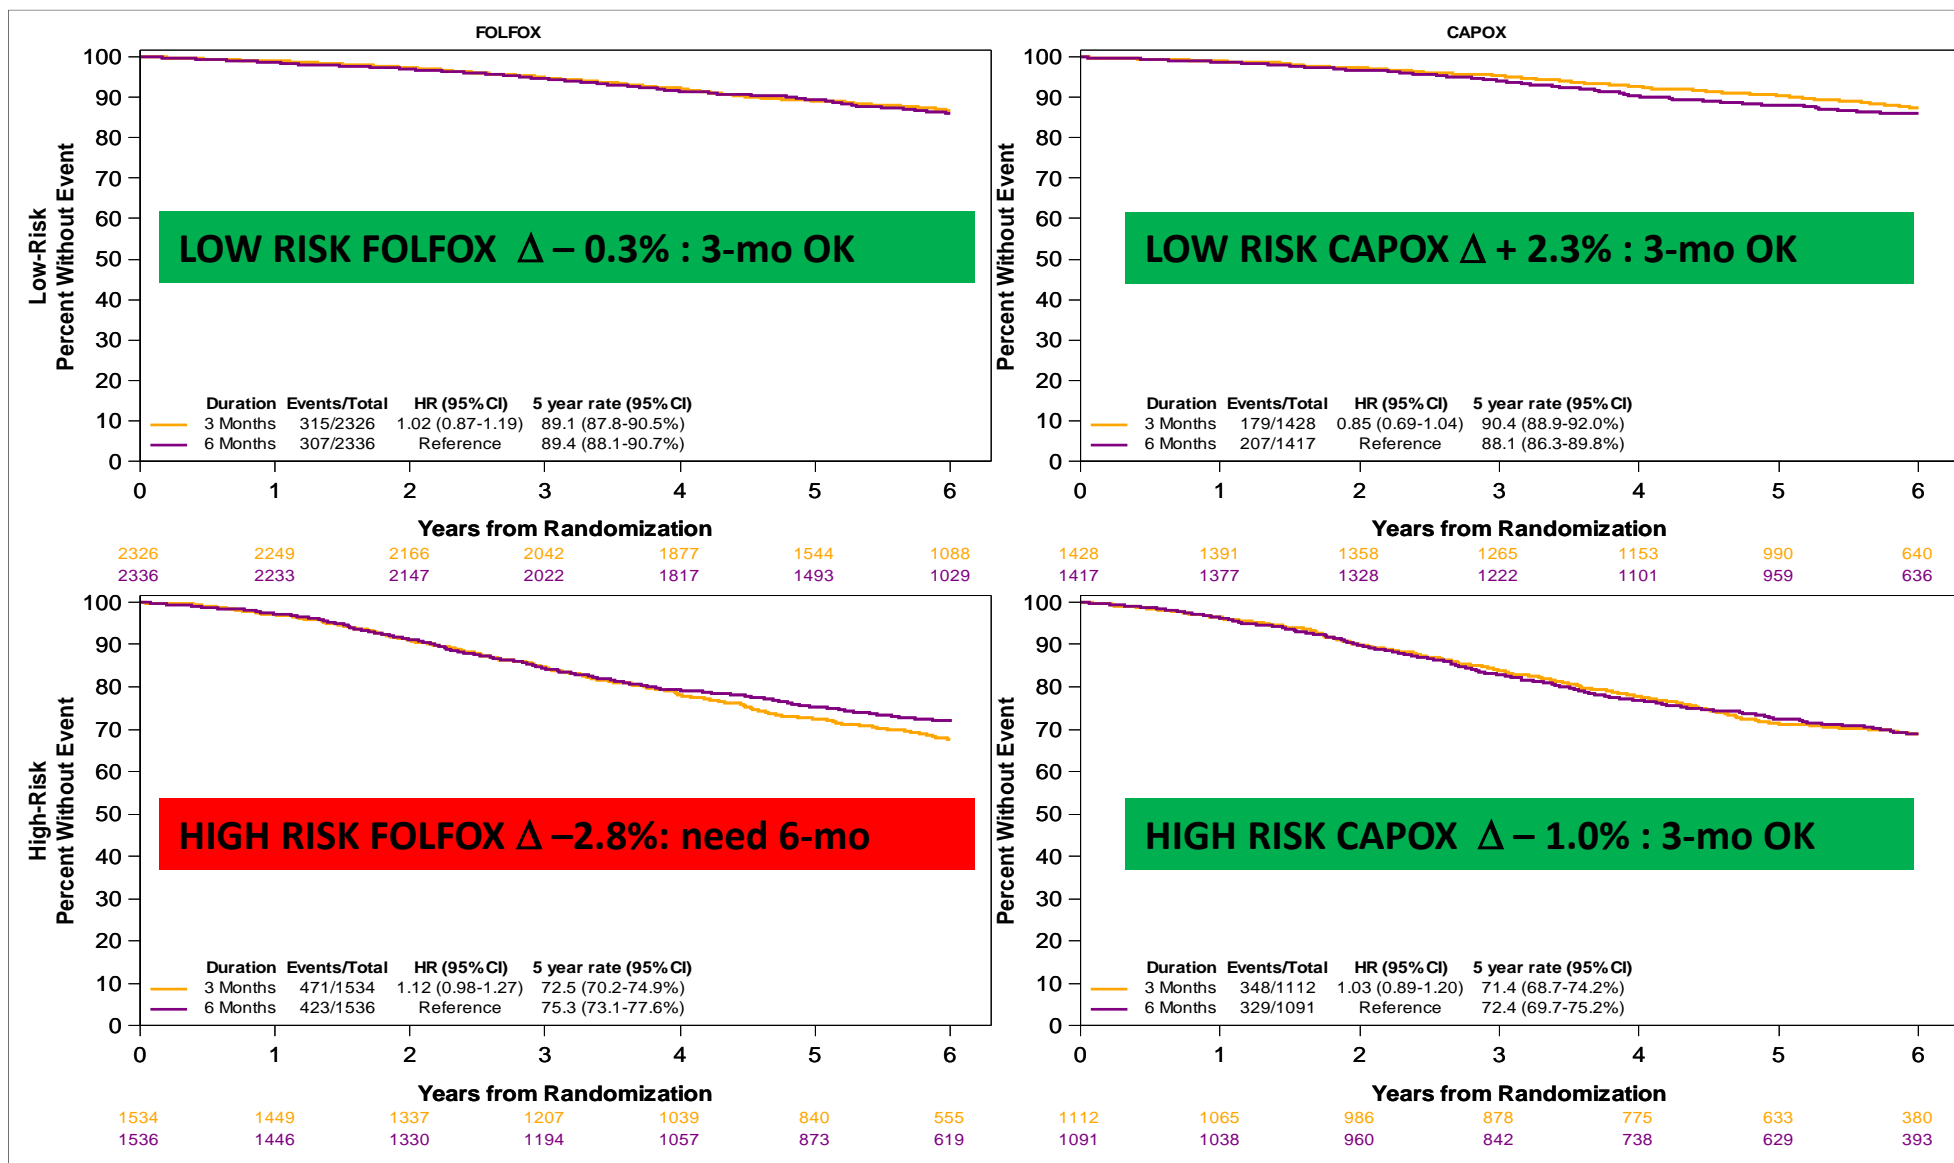 FOLFOX
Low-Risk
Percent Without Event
100
90
80
70
60
50
40
30
20
10
0
LOW RISK FOLFOX Δ – 0.3% : 3-mo OK
Duration Events/Total HR (95%CI) 5 year rate (95%CI)
3 Months 315/2326 1.02 (0.87-1.19) 89.1 (87.8-90.5%)
6 Months 307/2336 Reference 89.4 (88.1-90.7%)
0 1 2 3 4 5 6
Years from Randomization
2326 2249 2166 2042 1877 1544 1088
2336 2233 2147 2022 1817 1493 1029
CAPOX
Percent Without Event
100
90
80
70
60
50
40
30
20
10
0
LOW RISK CAPOX Δ + 2.3% : 3-mo OK
Duration Events/Total HR (95%CI) 5 year rate (95%CI)
3 Months 179/1428 0.85 (0.69-1.04) 90.4 (88.9-92.0%)
6 Months 207/1417 Reference 88.1 (86.3-89.8%)
0 1 2 3 4 5 6
Years from Randomization
1428 1391 1358 1265 1153 990 640
1417 1377 1328 1222 1101 959 636
High-Risk
Percent Without Event
100
90
80
70
60
50
40
30
20
10
0
HIGH RISK FOLFOX Δ –2.8%: need 6-mo
Duration Events/Total HR (95%CI) 5 year rate (95%CI)
3 Months 471/1534 1.12 (0.98-1.27) 72.5 (70.2-74.9%)
6 Months 423/1536 Reference 75.3 (73.1-77.6%)
0 1 2 3 4 5 6
Years from Randomization
1534 1449 1337 1207 1039 840 555
1536 1446 1330 1194 1057 873 619
Percent Without Event
100
90
80
70
60
50
40
30
20
10
0
HIGH RISK CAPOX Δ – 1.0% : 3-mo OK
Duration Events/Total HR (95%CI) 5 year rate (95%CI)
3 Months 348/1112 1.03 (0.89-1.20) 71.4 (68.7-74.2%)
6 Months 329/1091 Reference 72.4 (69.7-75.2%)
0 1 2 3 4 5 6
Years from Randomization
1112 1065 986 878 775 633 380
1091 1038 960 842 738 629 393